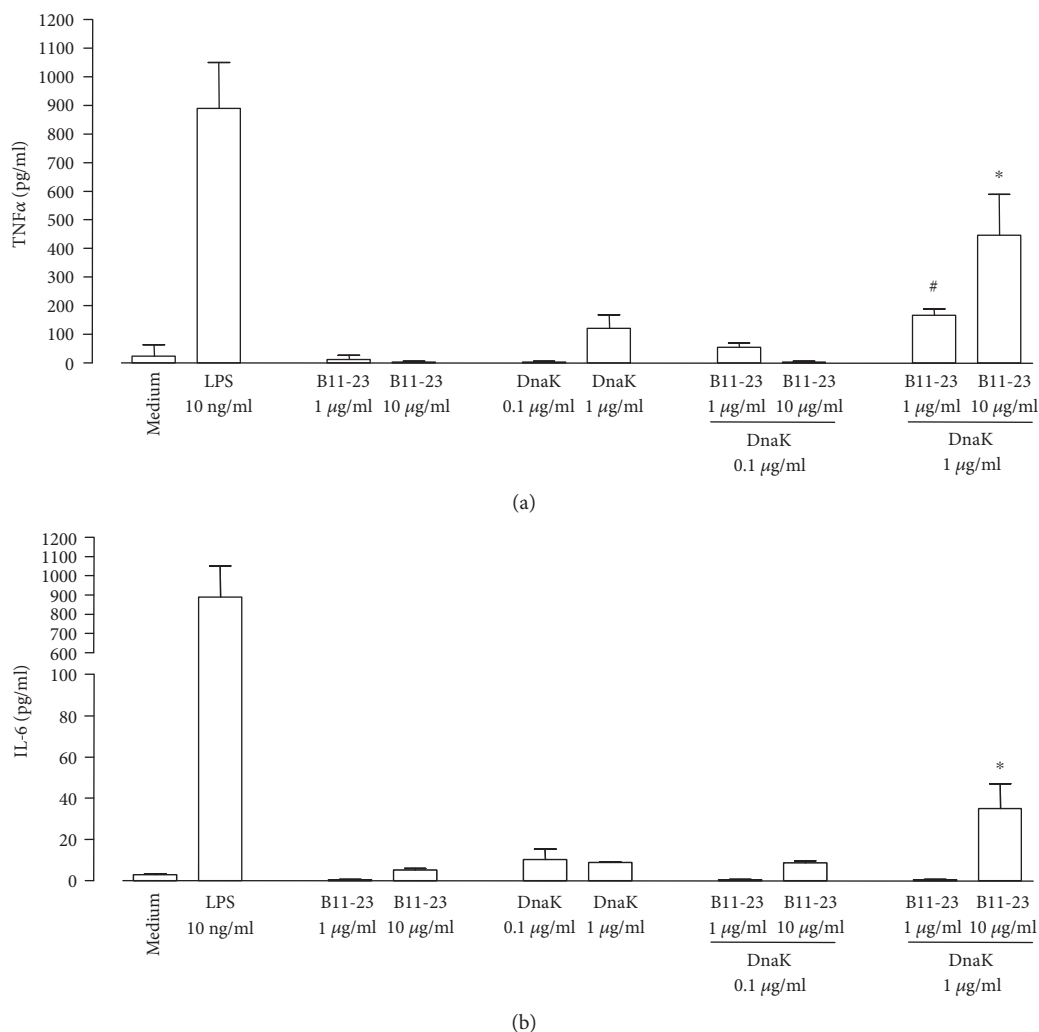 1200
1000
900
800
700
600
500
400
300
200
100
0
TNFα (pg/ml)
*
#
Medium
LPS
10 ng/ml
B11-23
1 μg/ml
B11-23
10 μg/ml
DnaK
0.1 μg/ml
DnaK
1 μg/ml
B11-23
1 μg/ml
B11-23
10 μg/ml
DnaK
0.1 μg/ml
B11-23
1 μg/ml
B11-23
10 μg/ml
DnaK
1 μg/ml
(a)
1200
1100
1000
900
800
700
600
100
80
60
40
20
0
IL-6 (pg/ml)
*
Medium
LPS
10 ng/ml
B11-23
1 μg/ml
B11-23
10 μg/ml
DnaK
0.1 μg/ml
DnaK
1 μg/ml
B11-23
1 μg/ml
B11-23
10 μg/ml
DnaK
0.1 μg/ml
B11-23
1 μg/ml
B11-23
10 μg/ml
DnaK
1 μg/ml
(b)